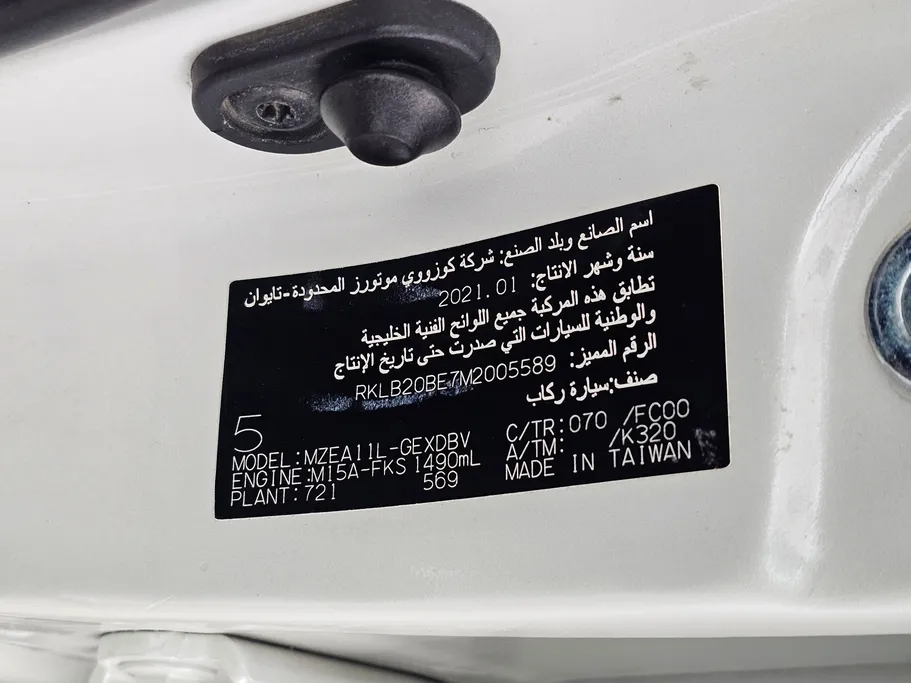 اسم الصانع وبلد الصنع: شركة كوزووي موتورز المحدودة-تايوان
سنة وشهر الانتاج: 2021.01
تطابق هذه المركبة جميع اللوائح الفنية الخليجية
والوطنية للسيارات التي صدرت حتى تاريخ الإنتاج
الرقم المميز: RKLB20BE7M2005589
صنف:سيارة ركاب
5
MODEL:MZEA11L-GEXDBV C/TR:070 /FC00
ENGINE:M15A-FKS 1490mL A/TM: /K320
PLANT:721 569 MADE IN TAIWAN